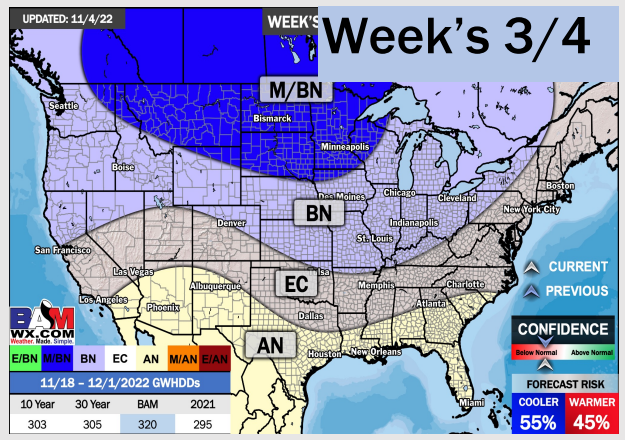 UPDATED: 11/4/22
WEEK'S
Week's 3/4
M/BN
Seattle
Bismarck
Minneapolis
Boise
Des Moines
Chicago
Cleveland
Boston
New York City
BN
Denver
Indianapolis
St. Louis
San Francisco
Las Vegas
lsa
EC
Memphis
Charlotte
Los Angeles
Albuquerque
Phoenix
Atlanta
Dallas
AN
Houston
New Orleans
Miami
CURRENT
PREVIOUS
BAM
WX.COM
Weather. Made. Simple.
E/BN M/BN BN EC AN M/AN E/AN
11/18 – 12/1/2022 GWHDDs
10 Year 30 Year BAM 2021
303 305 320 295
CONFIDENCE
Below Normal Above Normal
FORECAST RISK
COOLER WARMER
55% 45%